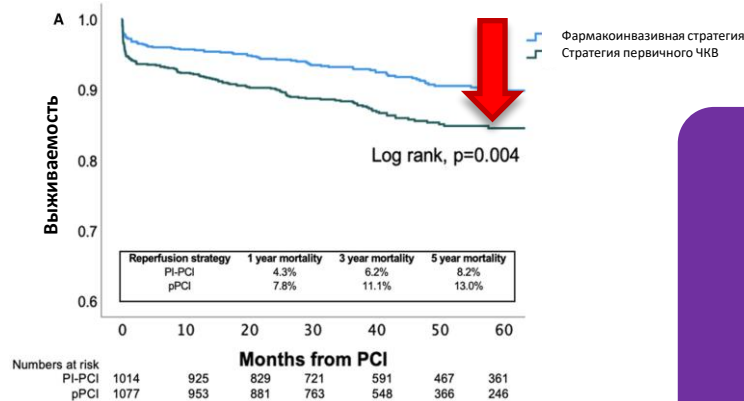 A
1.0
0.9
0.8
0.7
0.6
Выживаемость
Фармакоинвазивная стратегия
Стратегия первичного ЧКВ
Log rank, p=0.004
Reperfusion strategy 1 year mortality 3 year mortality 5 year mortality
PI-PCI 4.3% 6.2% 8.2%
pPCI 7.8% 11.1% 13.0%
0 10 20 30 40 50 60
Months from PCI
Numbers at risk
PI-PCI 1014 925 829 721 591 467 361
pPCI 1077 953 881 763 548 366 246